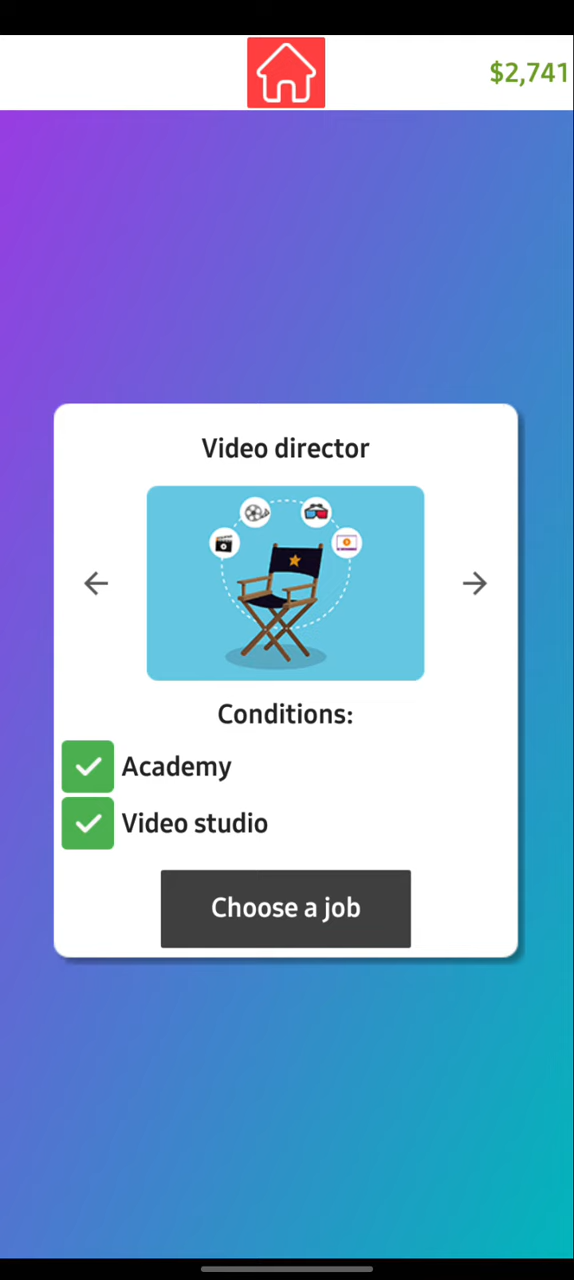 $2,741
Video director
Conditions:
Academy
Video studio
Choose a job